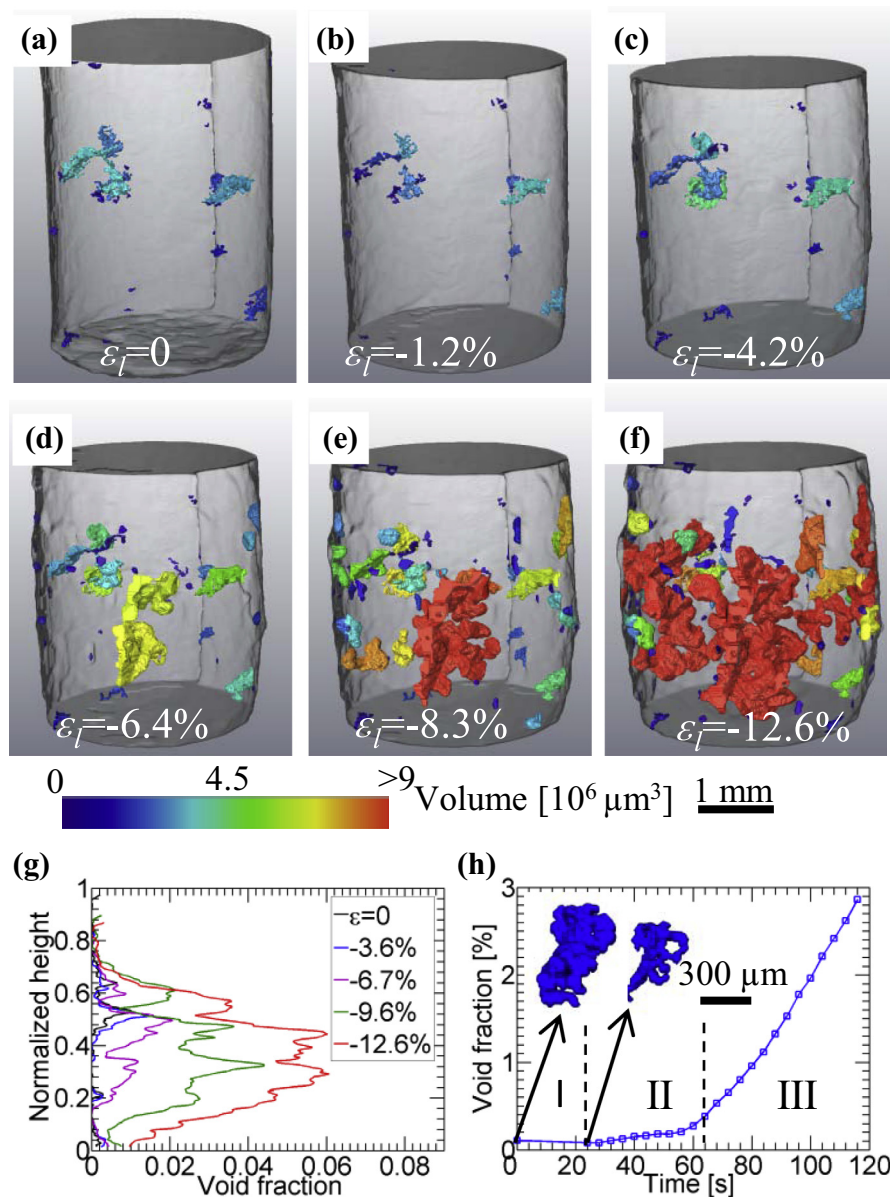 (a) (b) (c)
εl=0 εl=-1.2% εl=-4.2%
(d) (e) (f)
εl=-6.4% εl=-8.3% εl=-12.6%
0 4.5 >9 Volume [10⁶ µm³] 1 mm
(g)
1
0.8
0.6
0.4
0.2
0
Normalized height
ε=0
-3.6%
-6.7%
-9.6%
-12.6%
0 0.02 0.04 0.06 0.08
Void fraction
(h)
3
2
1
0
Void fraction [%]
300 µm
I II III
0 20 40 60 80 100 120
Time [s]